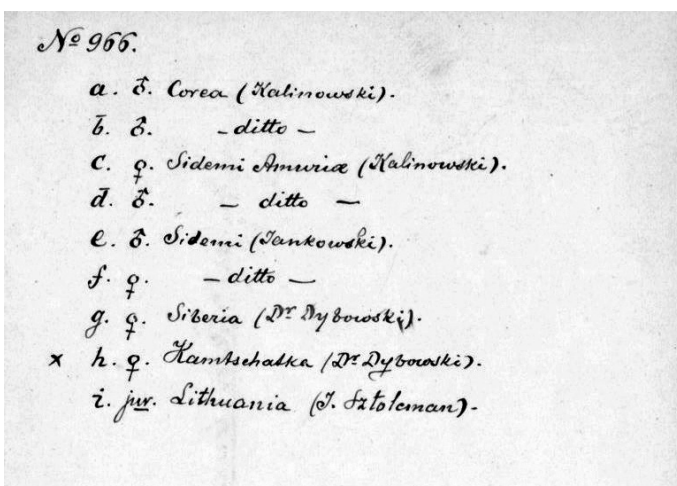 Nº 966.
a. ♂. Corea (Kalinowski).
b. ♂. – ditto –
c. ♀. Sidemi Amuriæ (Kalinowski).
d. ♂. – ditto –
e. ♂. Sidemi (Jankowski).
f. ♀. – ditto –
g. ♀. Siberia (Dr Dybowski).
x h. ♀. Kamtschatka (Dr Dybowski).
i. juv. Lithuania (J. Sztolcman).